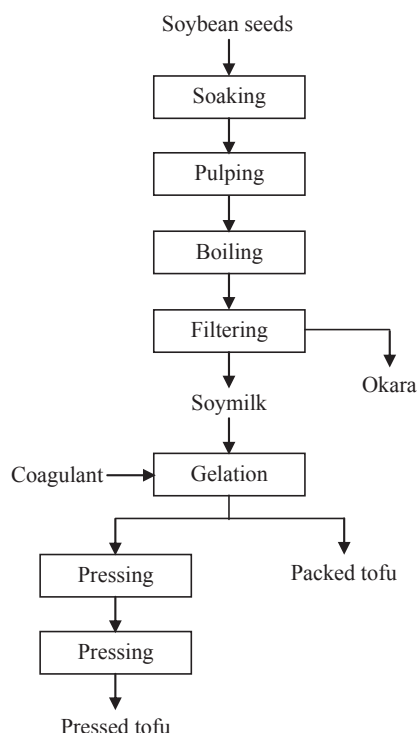 Soybean seeds
Soaking
Pulping
Boiling
Filtering
Okara
Soymilk
Coagulant
Gelation
Pressing
Packed tofu
Pressing
Pressed tofu